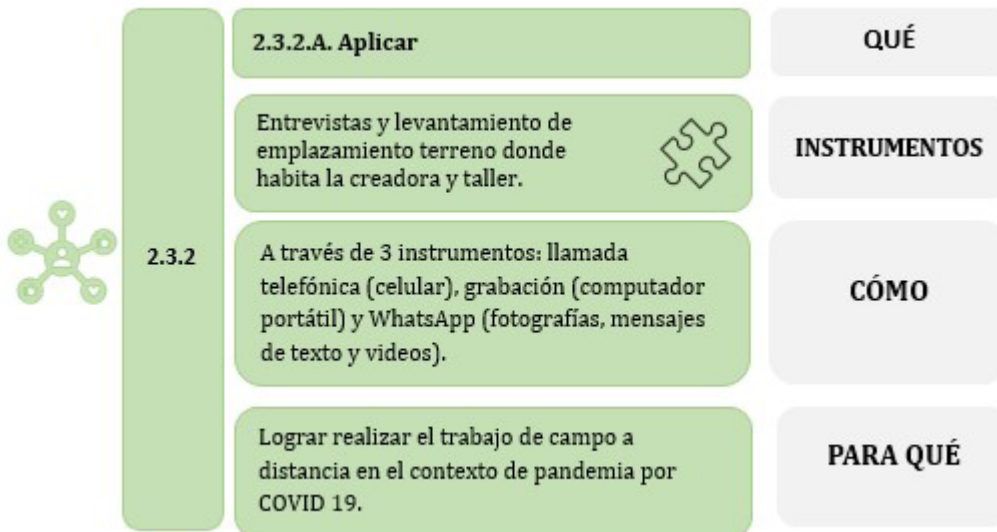 2.3.2
2.3.2.A. Aplicar
QUÉ
Entrevistas y levantamiento de
emplazamiento terreno donde
habita la creadora y taller.
INSTRUMENTOS
A través de 3 instrumentos: llamada
telefónica (celular), grabación (computador
portátil) y WhatsApp (fotografías, mensajes
de texto y videos).
CÓMO
Lograr realizar el trabajo de campo a
distancia en el contexto de pandemia por
COVID 19.
PARA QUÉ